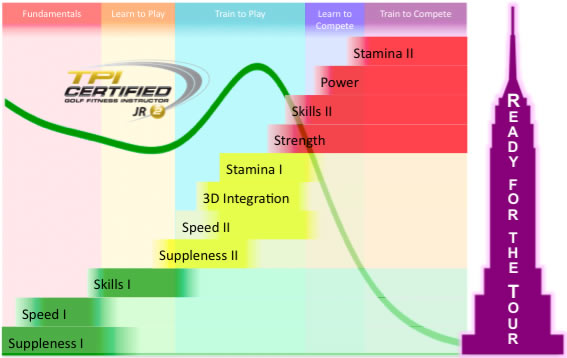 Fundamentals
Learn to Play
Train to Play
Learn to
Compete
Train to Compete
Stamina II
Power
Skills II
Strength
Stamina I
3D Integration
Speed II
Suppleness II
Skills I
Speed I
Suppleness I
TPI
CERTIFIED
GOLF FITNESS INSTRUCTOR
JR 2
READY FOR THE TOUR